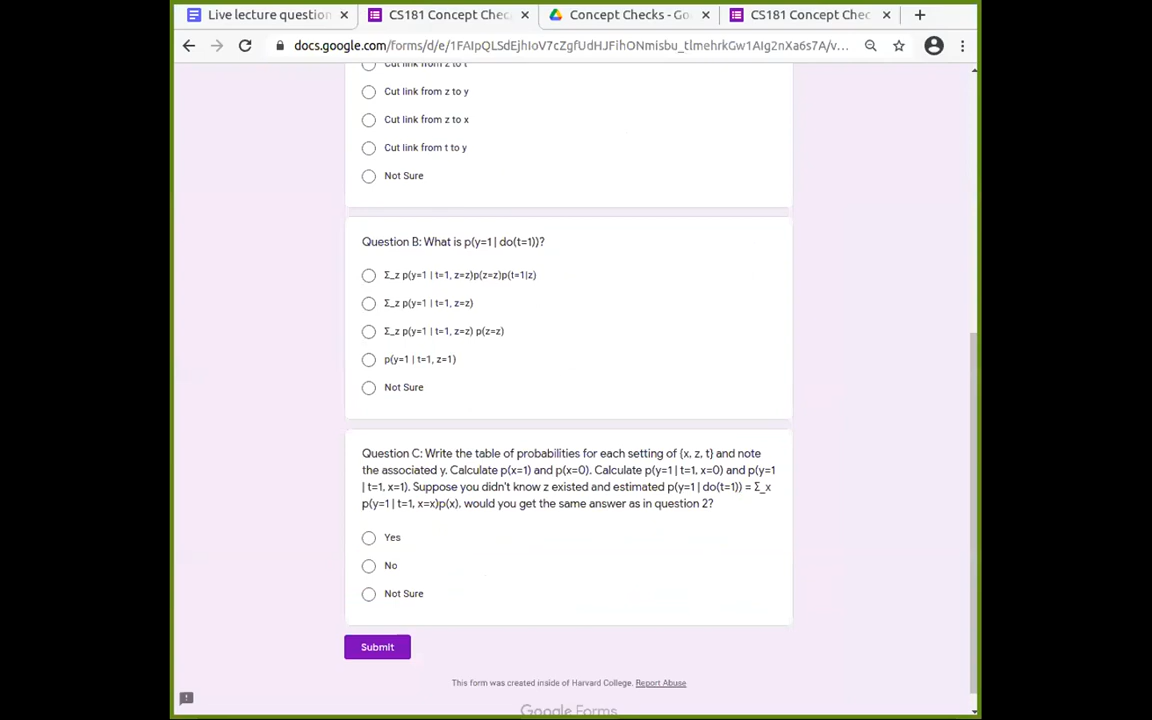 Live lecture question
CS181 Concept Chec
Concept Checks - Go
CS181 Concept Chec
docs.google.com/forms/d/e/1FAIpQLSdEjhIoV7cZgfUdHJFihONmisbu_tlmehrkGw1AIg2nXa6s7A/v...
Cut link from z to t
Cut link from z to y
Cut link from z to x
Cut link from t to y
Not Sure
Question B: What is p(y=1 | do(t=1))?
Σ_z p(y=1 | t=1, z=z)p(z=z)p(t=1|z)
Σ_z p(y=1 | t=1, z=z)
Σ_z p(y=1 | t=1, z=z) p(z=z)
p(y=1 | t=1, z=1)
Not Sure
Question C: Write the table of probabilities for each setting of {x, z, t} and note
the associated y. Calculate p(x=1) and p(x=0). Calculate p(y=1 | t=1, x=0) and p(y=1
| t=1, x=1). Suppose you didn't know z existed and estimated p(y=1 | do(t=1)) = Σ_x
p(y=1 | t=1, x=x)p(x), would you get the same answer as in question 2?
Yes
No
Not Sure
Submit
This form was created inside of Harvard College. Report Abuse
Google Forms